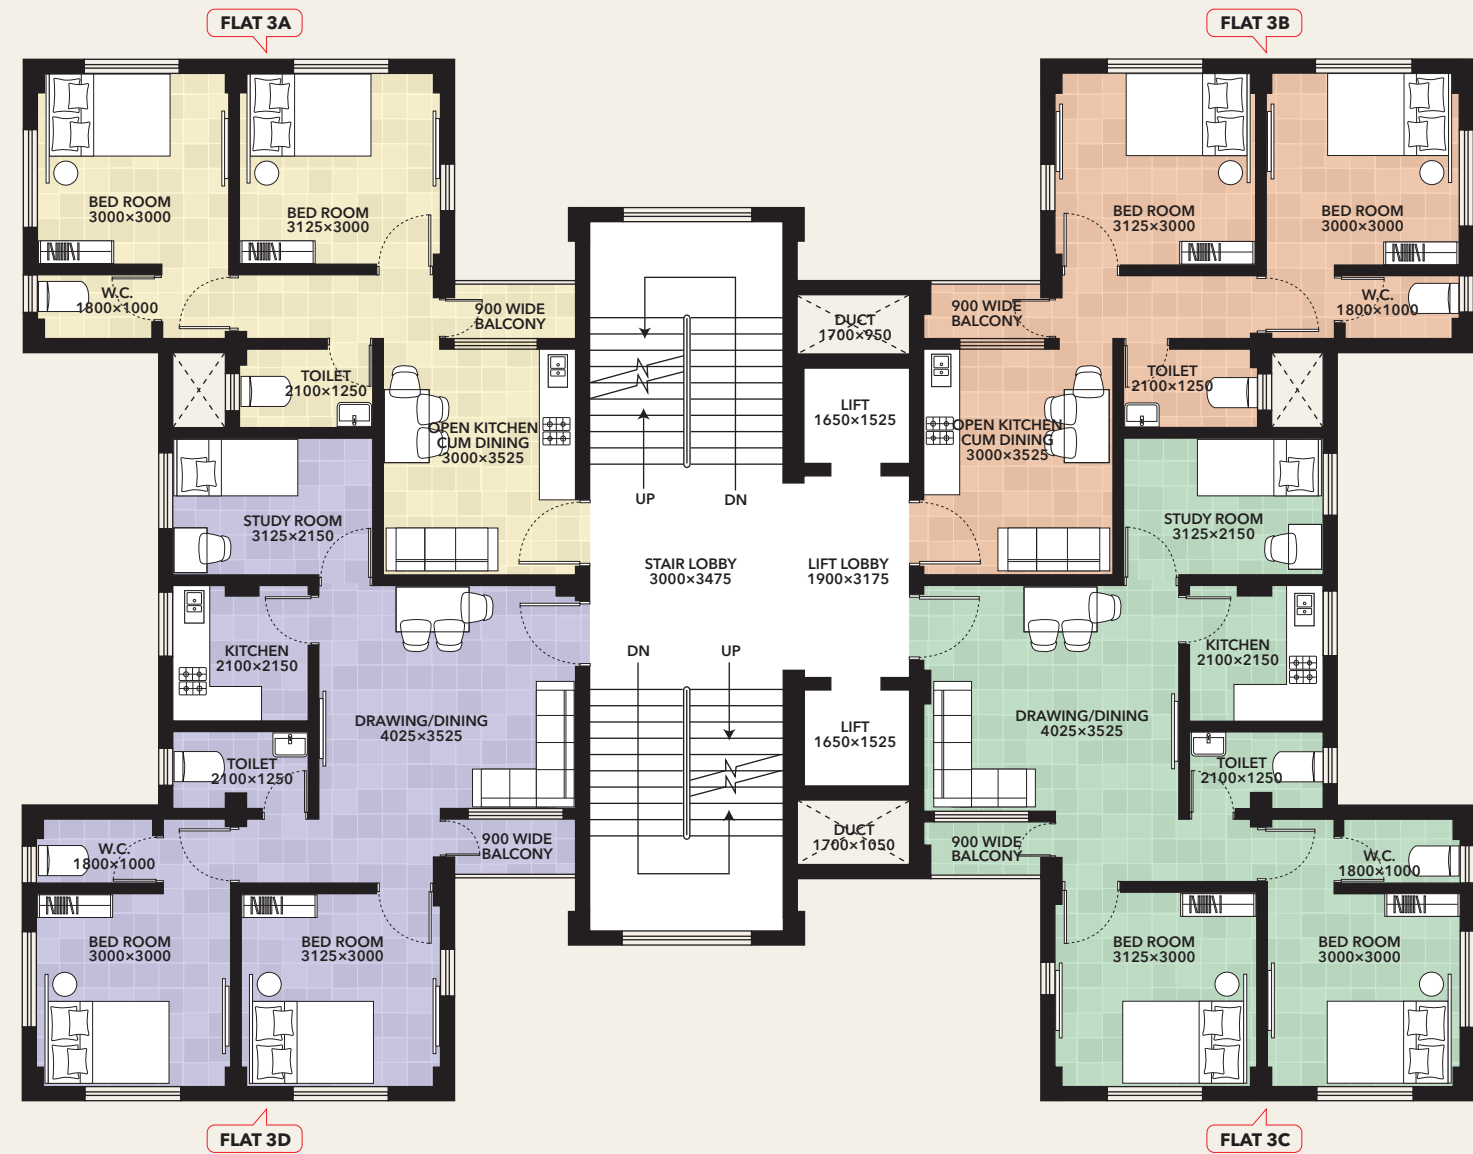 FLAT 3A
FLAT 3B
BED ROOM
3000×3000
BED ROOM
3125×3000
BED ROOM
3125×3000
BED ROOM
3000×3000
W.C.
1800×1000
900 WIDE
BALCONY
DUCT
1700×950
900 WIDE
BALCONY
W.C.
1800×1000
TOILET
2100×1250
OPEN KITCHEN
CUM DINING
3000×3525
LIFT
1650×1525
OPEN KITCHEN
CUM DINING
3000×3525
TOILET
2100×1250
UP
DN
STUDY ROOM
3125×2150
STAIR LOBBY
3000×3475
LIFT LOBBY
1900×3175
STUDY ROOM
3125×2150
KITCHEN
2100×2150
DN
UP
KITCHEN
2100×2150
DRAWING/DINING
4025×3525
LIFT
1650×1525
DRAWING/DINING
4025×3525
TOILET
2100×1250
TOILET
2100×1250
W.C.
1800×1000
900 WIDE
BALCONY
DUCT
1700×1050
900 WIDE
BALCONY
W.C.
1800×1000
BED ROOM
3000×3000
BED ROOM
3125×3000
BED ROOM
3125×3000
BED ROOM
3000×3000
FLAT 3D
FLAT 3C